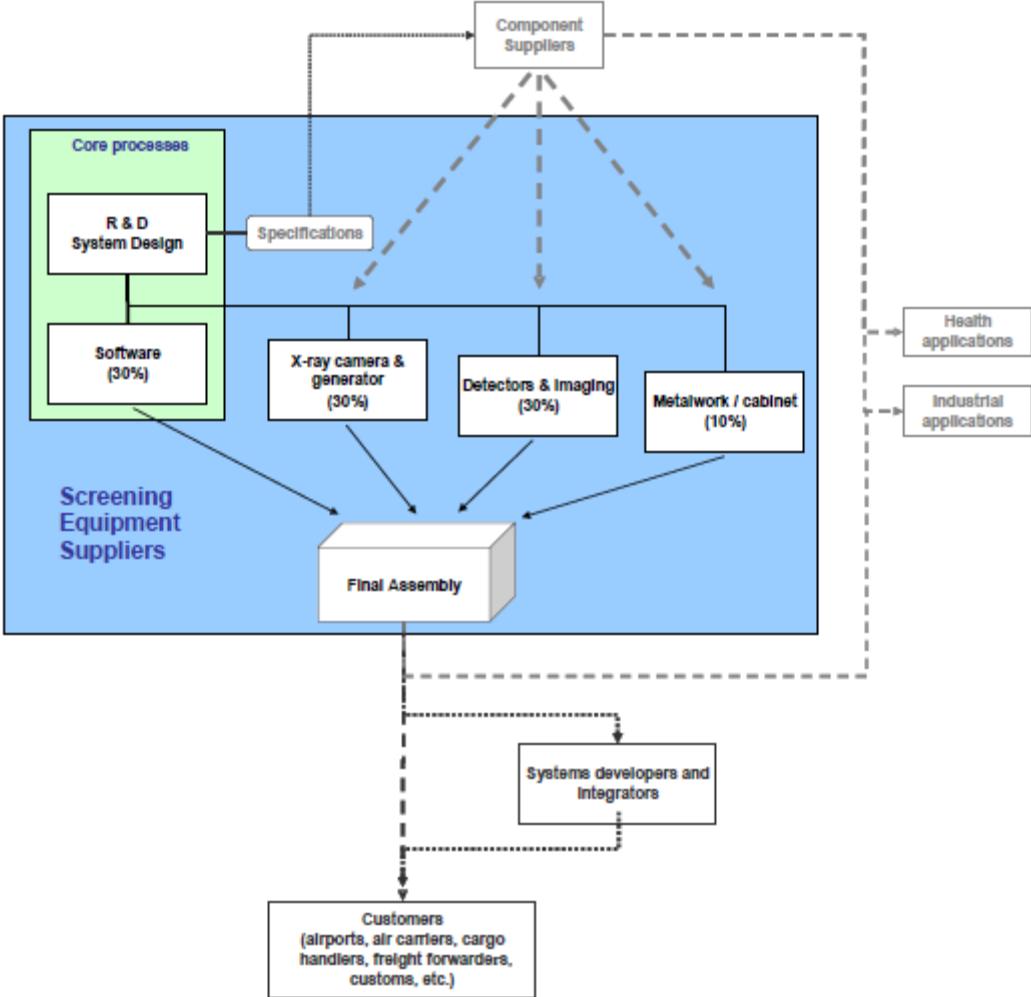 Component
Suppliers
Core processes
R & D
System Design
Specifications
Software
(30%)
X-ray camera &
generator
(30%)
Detectors & Imaging
(30%)
Metalwork / cabinet
(10%)
Health
applications
Industrial
applications
Screening
Equipment
Suppliers
Final Assembly
Systems developers and
Integrators
Customers
(airports, air carriers, cargo
handlers, freight forwarders,
customs, etc.)